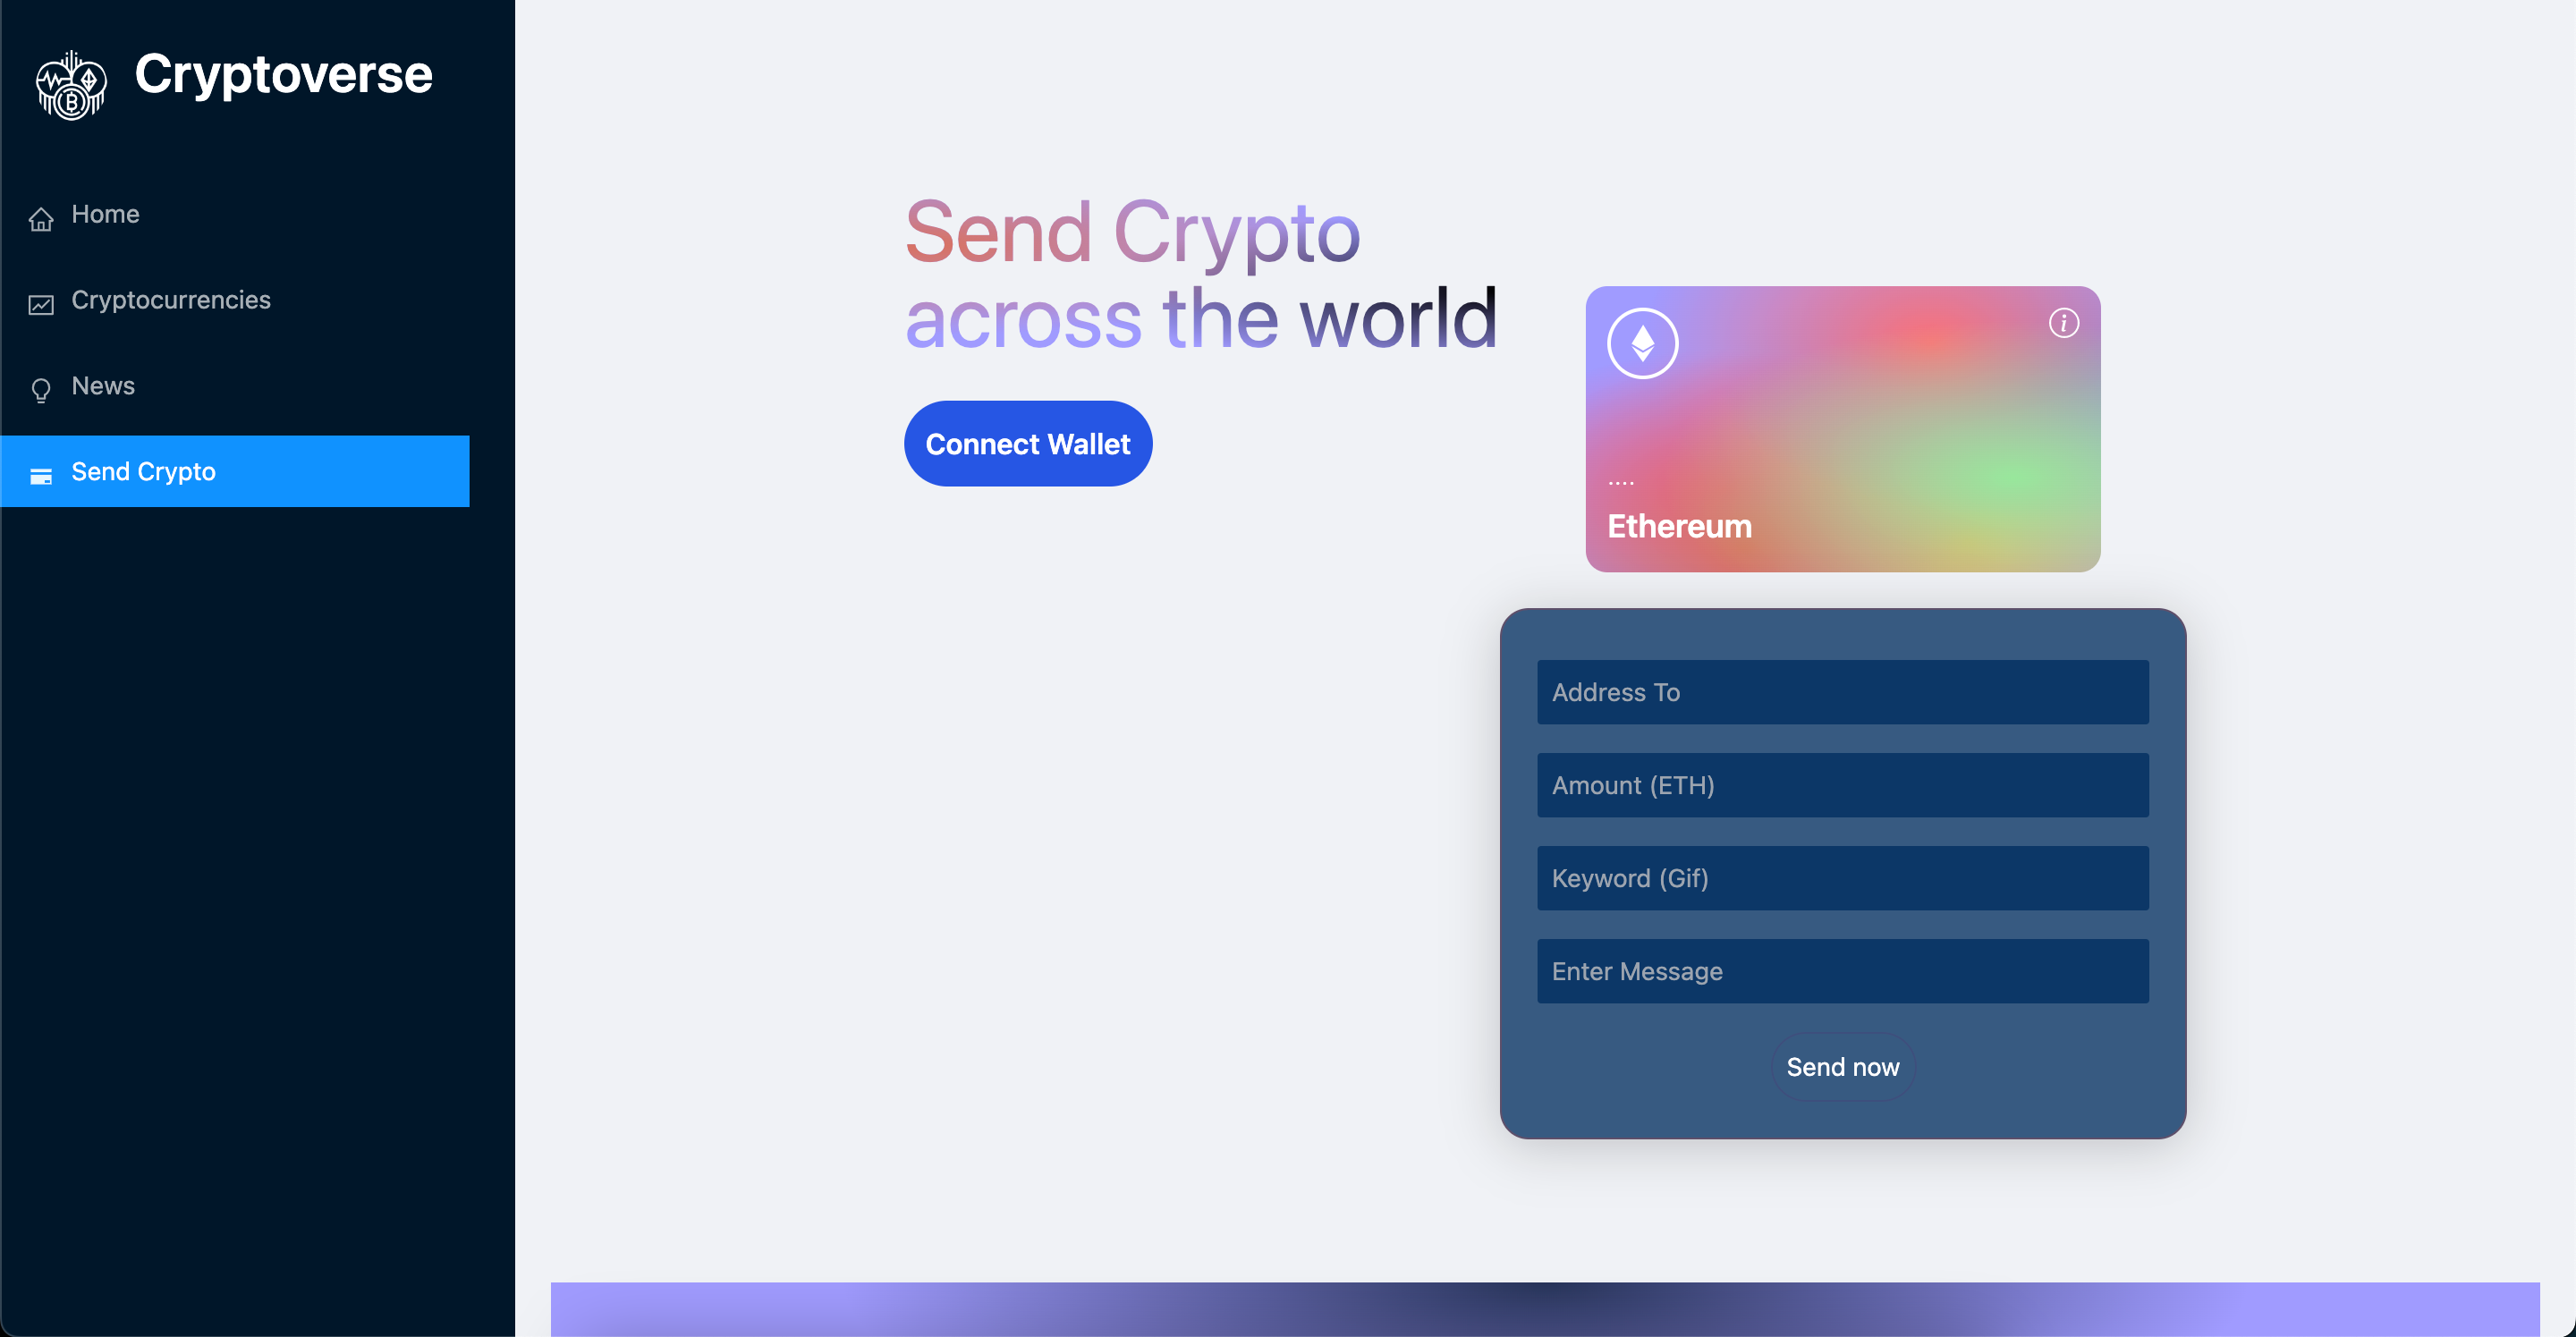 Cryptoverse
Home
Cryptocurrencies
News
Send Crypto
Send Crypto
across the world
Connect Wallet
....
Ethereum
Address To
Amount (ETH)
Keyword (Gif)
Enter Message
Send now